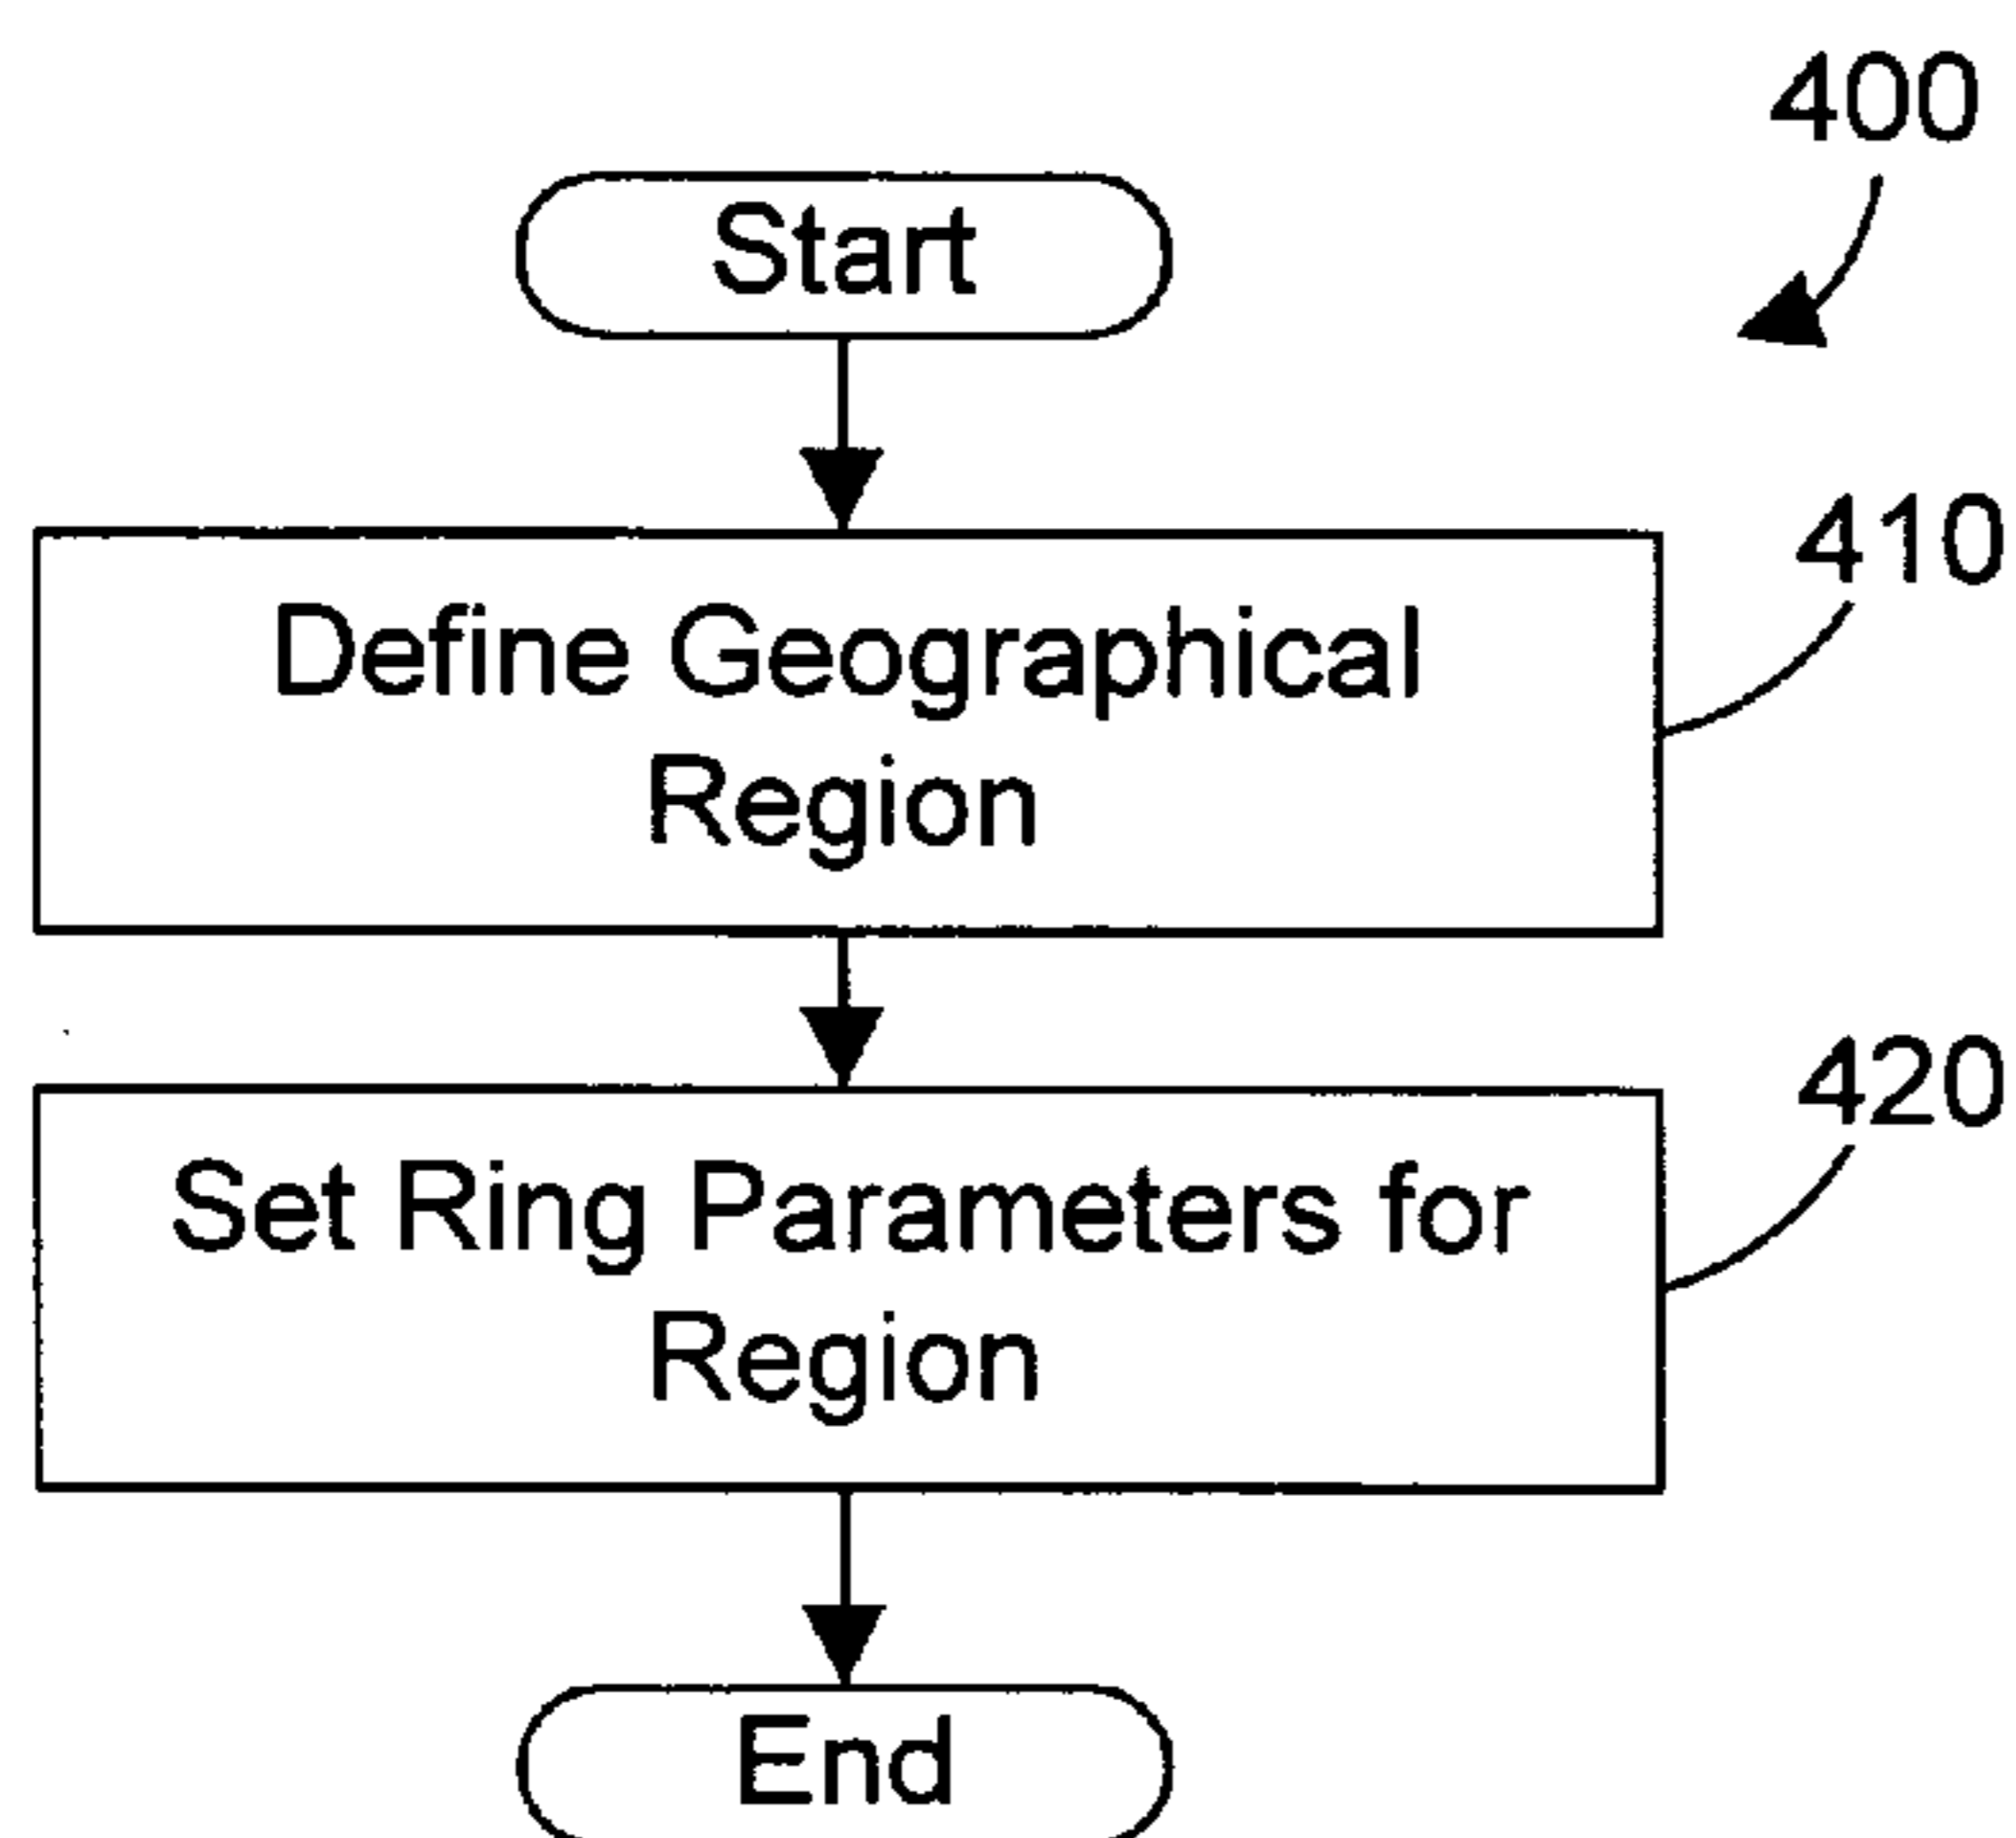 400
Start
410
Define Geographical
Region
420
Set Ring Parameters for
Region
End